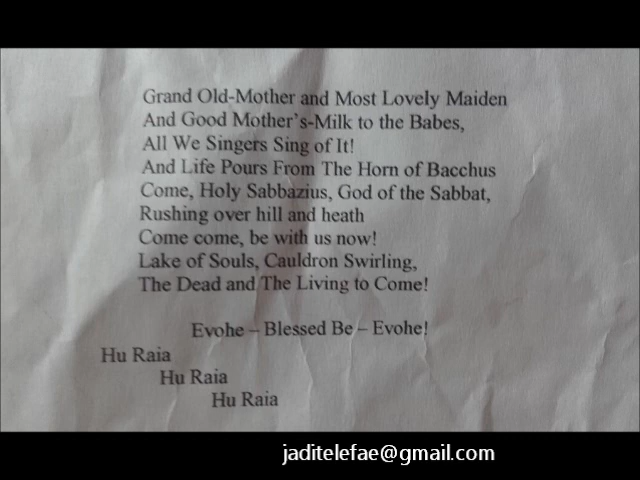 Grand Old-Mother and Most Lovely Maiden
And Good Mother's-Milk to the Babes,
All We Singers Sing of It!
And Life Pours From The Horn of Bacchus
Come, Holy Sabbazius, God of the Sabbat,
Rushing over hill and heath
Come come, be with us now!
Lake of Souls, Cauldron Swirling,
The Dead and The Living to Come!
Evohe – Blessed Be – Evohe!
Hu Raia
Hu Raia
Hu Raia
jaditelefae@gmail.com